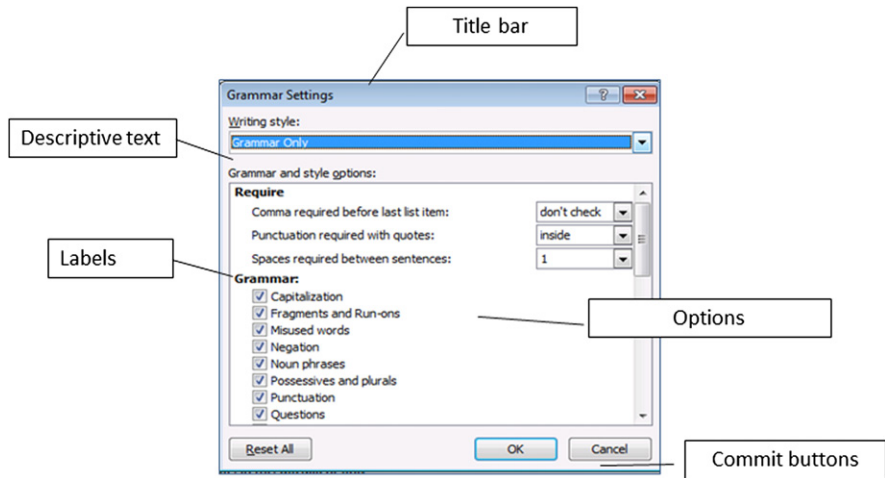 Title bar
Grammar Settings
Writing style:
Descriptive text
Grammar Only
Grammar and style options:
Require
Comma required before last list item: don't check
Punctuation required with quotes: inside
Labels
Spaces required between sentences: 1
Grammar:
Capitalization
Fragments and Run-ons
Options
Misused words
Negation
Noun phrases
Possessives and plurals
Punctuation
Questions
Reset All OK Cancel
Commit buttons